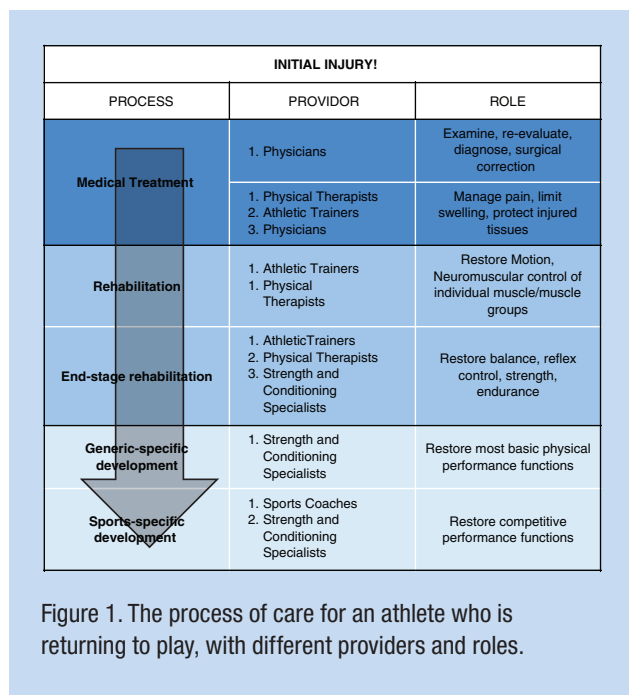 INITIAL INJURY!
PROCESS
PROVIDOR
ROLE
Medical Treatment
1. Physicians
Examine, re-evaluate,
diagnose, surgical
correction
1. Physical Therapists
2. Athletic Trainers
3. Physicians
Manage pain, limit
swelling, protect injured
tissues
Rehabilitation
1. Athletic Trainers
1. Physical
Therapists
Restore Motion,
Neuromuscular control of
individual muscle/muscle
groups
End-stage rehabilitation
1. AthleticTrainers
2. Physical Therapists
3. Strength and
Conditioning
Specialists
Restore balance, reflex
control, strength,
endurance
Generic-specific
development
1. Strength and
Conditioning
Specialists
Restore most basic physical
performance functions
Sports-specific
development
1. Sports Coaches
2. Strength and
Conditioning
Specialists
Restore competitive
performance functions
Figure 1. The process of care for an athlete who is
returning to play, with different providers and roles.